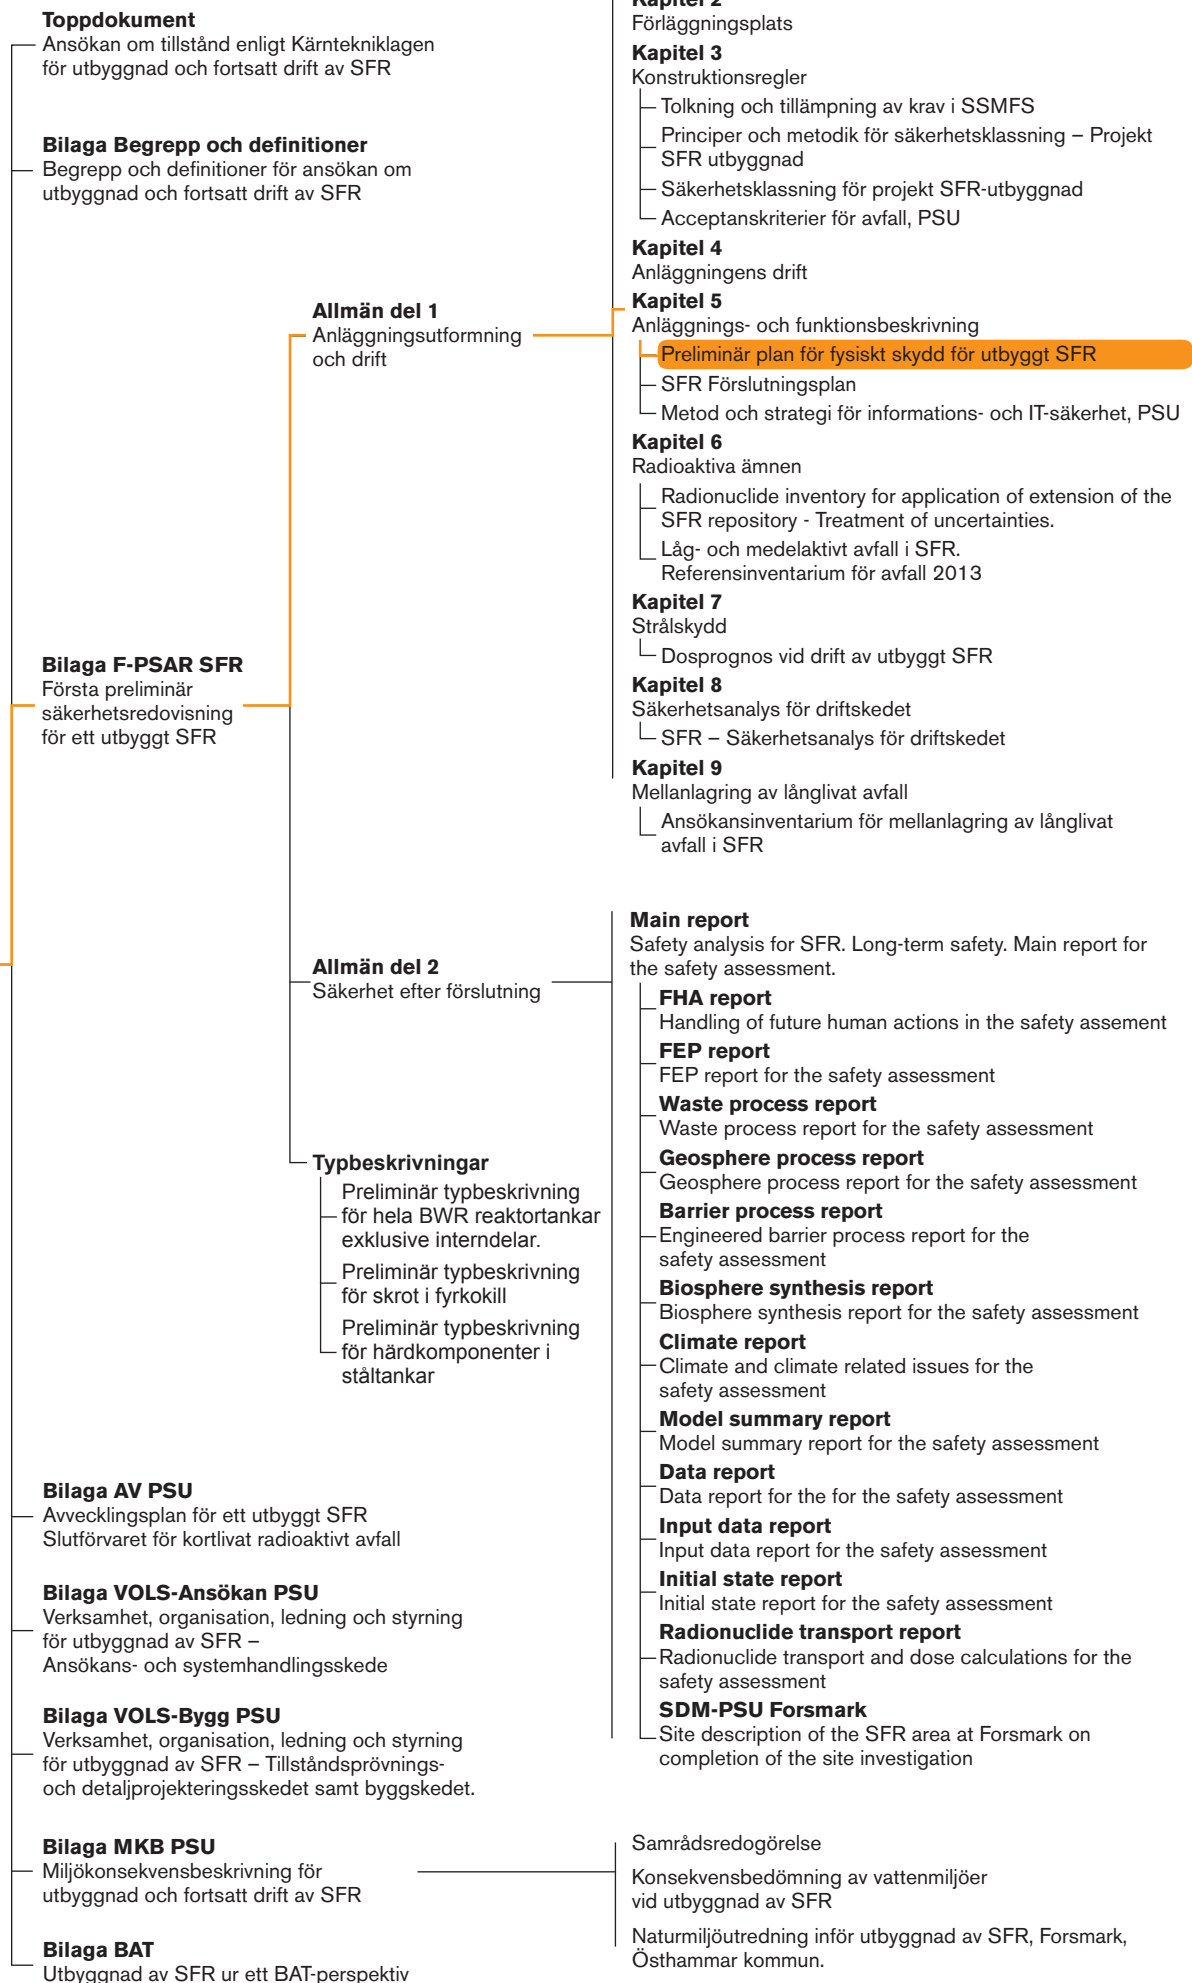 Toppdokument
Ansökan om tillstånd enligt Kärntekniklagen
för utbyggnad och fortsatt drift av SFR
Bilaga Begrepp och definitioner
Begrepp och definitioner för ansökan om
utbyggnad och fortsatt drift av SFR
Bilaga F-PSAR SFR
Första preliminär
säkerhetsredovisning
för ett utbyggt SFR
Allmän del 1
Anläggningsutformning
och drift
Kapitel 2
Förläggningsplats
Kapitel 3
Konstruktionsregler
Tolkning och tillämpning av krav i SSMFS
Principer och metodik för säkerhetsklassning – Projekt
SFR utbyggnad
Säkerhetsklassning för projekt SFR-utbyggnad
Acceptanskriterier för avfall, PSU
Kapitel 4
Anläggningens drift
Kapitel 5
Anläggnings- och funktionsbeskrivning
Preliminär plan för fysiskt skydd för utbyggt SFR
SFR Förslutningsplan
Metod och strategi för informations- och IT-säkerhet, PSU
Kapitel 6
Radioaktiva ämnen
Radionuclide inventory for application of extension of the
SFR repository - Treatment of uncertainties.
Låg- och medelaktivt avfall i SFR.
Referensinventarium för avfall 2013
Kapitel 7
Strålskydd
Dosprognos vid drift av utbyggt SFR
Kapitel 8
Säkerhetsanalys för driftskedet
SFR – Säkerhetsanalys för driftskedet
Kapitel 9
Mellanlagring av långlivat avfall
Ansökansinventarium för mellanlagring av långlivat
avfall i SFR
Allmän del 2
Säkerhet efter förslutning
Main report
Safety analysis for SFR. Long-term safety. Main report for
the safety assessment.
FHA report
Handling of future human actions in the safety assement
FEP report
FEP report for the safety assessment
Waste process report
Waste process report for the safety assessment
Geosphere process report
Geosphere process report for the safety assessment
Barrier process report
Engineered barrier process report for the
safety assessment
Biosphere synthesis report
Biosphere synthesis report for the safety assessment
Climate report
Climate and climate related issues for the
safety assessment
Model summary report
Model summary report for the safety assessment
Data report
Data report for the for the safety assessment
Input data report
Input data report for the safety assessment
Initial state report
Initial state report for the safety assessment
Radionuclide transport report
Radionuclide transport and dose calculations for the
safety assessment
SDM-PSU Forsmark
Site description of the SFR area at Forsmark on
completion of the site investigation
Typbeskrivningar
Preliminär typbeskrivning
för hela BWR reaktortankar
exklusive interndelar.
Preliminär typbeskrivning
för skrot i fyrkokill
Preliminär typbeskrivning
för härdkomponenter i
ståltankar
Bilaga AV PSU
Avvecklingsplan för ett utbyggt SFR
Slutförvaret för kortlivat radioaktivt avfall
Bilaga VOLS-Ansökan PSU
Verksamhet, organisation, ledning och styrning
för utbyggnad av SFR –
Ansökans- och systemhandlingsskede
Bilaga VOLS-Bygg PSU
Verksamhet, organisation, ledning och styrning
för utbyggnad av SFR – Tillståndsprövnings-
och detaljprojekteringsskedet samt byggskedet.
Bilaga MKB PSU
Miljökonsekvensbeskrivning för
utbyggnad och fortsatt drift av SFR
Samrådsredogörelse
Konsekvensbedömning av vattenmiljöer
vid utbyggnad av SFR
Naturmiljöutredning inför utbyggnad av SFR, Forsmark,
Östhammar kommun.
Bilaga BAT
Utbyggnad av SFR ur ett BAT-perspektiv